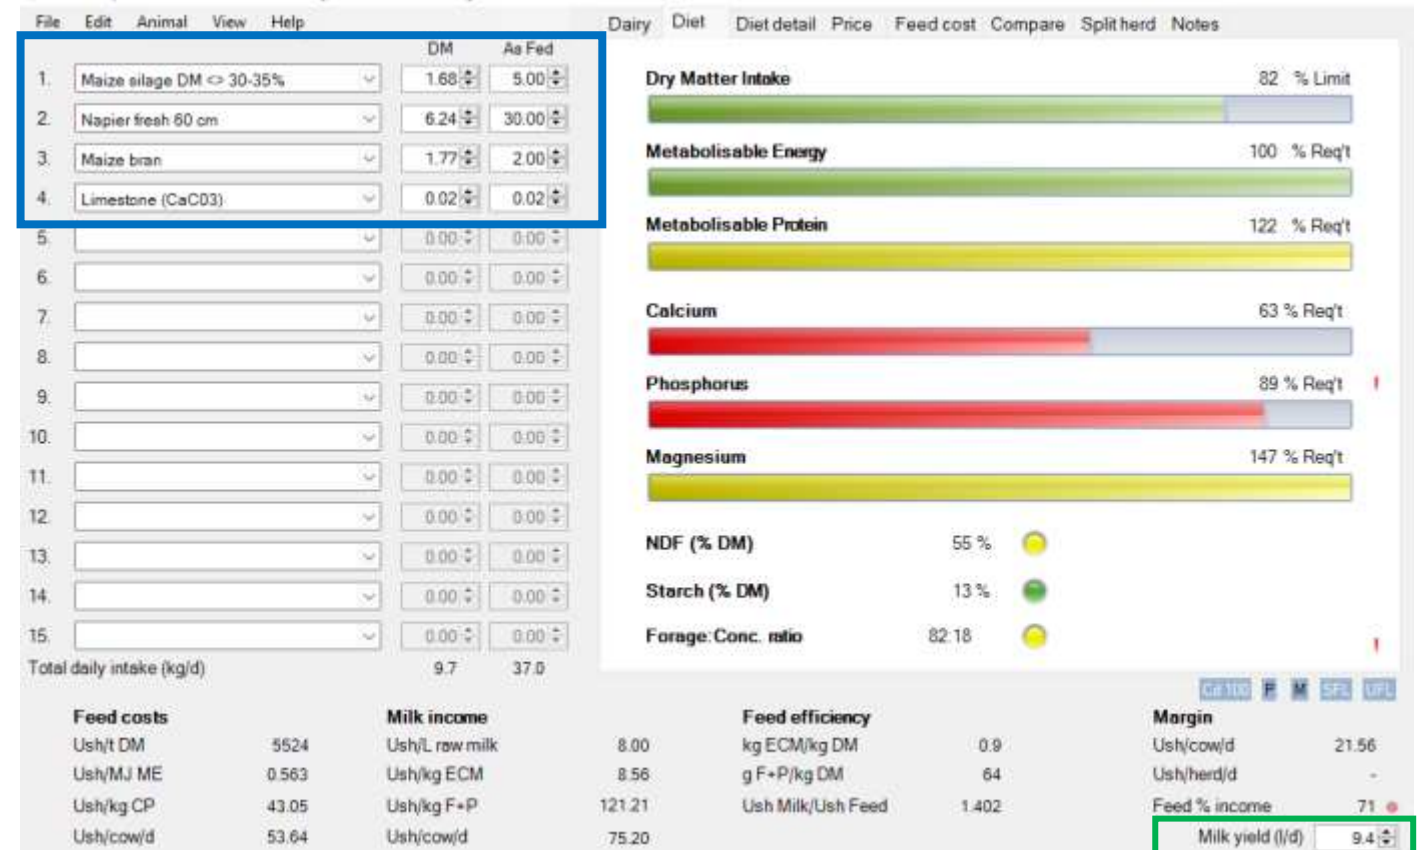 File Edit Animal View Help
Dairy Diet Diet detail Price Feed cost Compare Split herd Notes
DM As Fed
1. Maize silage DM <> 30-35% 1.68 5.00
2. Napier fresh 60 cm 6.24 30.00
3. Maize bran 1.77 2.00
4. Limestone (CaC03) 0.02 0.02
5. 0.00 0.00
6. 0.00 0.00
7. 0.00 0.00
8. 0.00 0.00
9. 0.00 0.00
10. 0.00 0.00
11. 0.00 0.00
12. 0.00 0.00
13. 0.00 0.00
14. 0.00 0.00
15. 0.00 0.00
Total daily intake (kg/d) 9.7 37.0
Dry Matter Intake 82 % Limit
Metabolisable Energy 100 % Req't
Metabolisable Protein 122 % Req't
Calcium 63 % Req't
Phosphorus 89 % Req't !
Magnesium 147 % Req't
NDF (% DM) 55 %
Starch (% DM) 13 %
Forage:Conc. ratio 82:18
!
P M SFL UFL
Feed costs
Ush/t DM 5524
Ush/MJ ME 0.563
Ush/kg CP 43.05
Ush/cow/d 53.64
Milk income
Ush/L raw milk 8.00
Ush/kg ECM 8.56
Ush/kg F+P 121.21
Ush/cow/d 75.20
Feed efficiency
kg ECM/kg DM 0.9
g F+P/kg DM 64
Ush Milk/Ush Feed 1.402
Margin
Ush/cow/d 21.56
Ush/herd/d -
Feed % income 71
Milk yield (l/d) 9.4